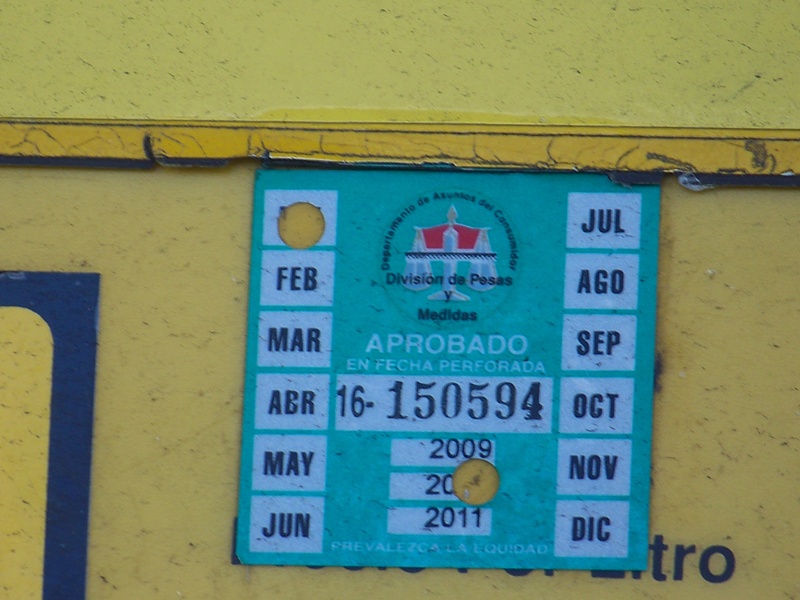 Departamento de Asuntos del Consumidor
División de Pesas
y
Medidas
APROBADO
EN FECHA PERFORADA
16- 150594
2009
20
2011
PREVALEZCA LA EQUIDAD
FEB
MAR
ABR
MAY
JUN
JUL
AGO
SEP
OCT
NOV
DIC
Por Litro